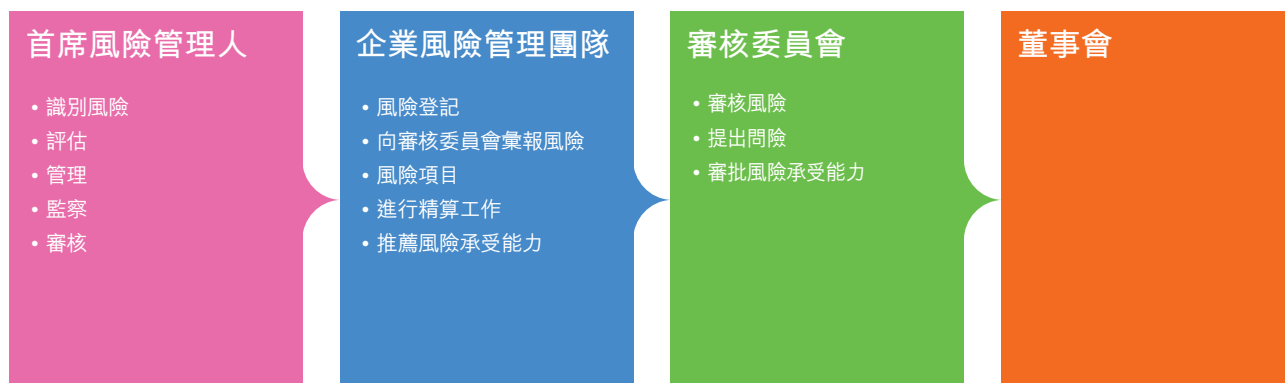 首席風險管理人
• 識別風險
• 評估
• 管理
• 監察
• 審核
企業風險管理團隊
• 風險登記
• 向審核委員會彙報風險
• 風險項目
• 進行精算工作
• 推薦風險承受能力
審核委員會
• 審核風險
• 提出問險
• 審批風險承受能力
董事會